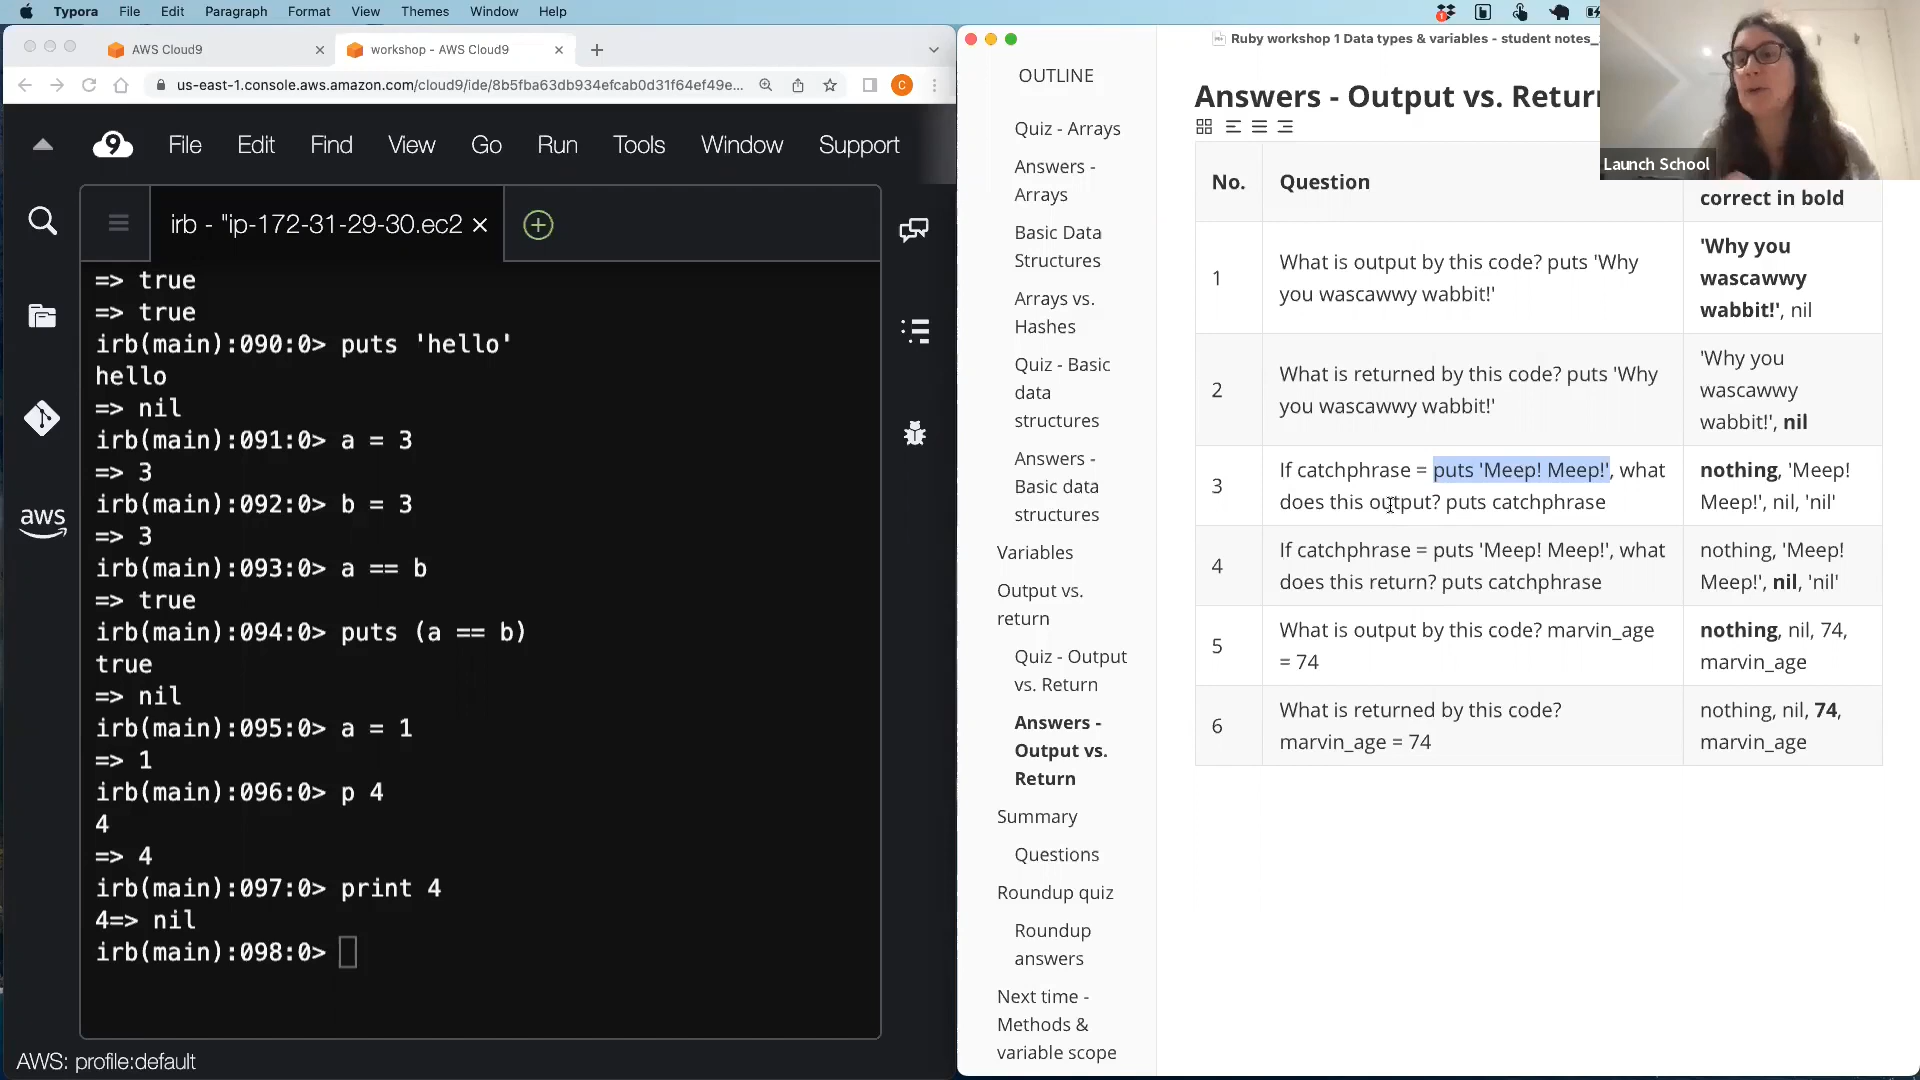 Typora File Edit Paragraph Format View Themes Window Help
AWS Cloud9
workshop - AWS Cloud9
us-east-1.console.aws.amazon.com/cloud9/ide/8b5fba63db934efcab0d31f64ef49e...
C
9 File Edit Find View Go Run Tools Window Support
irb - "ip-172-31-29-30.ec2
=> true
=> true
irb(main):090:0> puts 'hello'
hello
=> nil
irb(main):091:0> a = 3
=> 3
irb(main):092:0> b = 3
=> 3
irb(main):093:0> a == b
=> true
irb(main):094:0> puts (a == b)
true
=> nil
irb(main):095:0> a = 1
=> 1
irb(main):096:0> p 4
4
=> 4
irb(main):097:0> print 4
4=> nil
irb(main):098:0>
aws
AWS: profile:default
Ruby workshop 1 Data types & variables - student notes_
OUTLINE
Quiz - Arrays
Answers -
Arrays
Basic Data
Structures
Arrays vs.
Hashes
Quiz - Basic
data
structures
Answers -
Basic data
structures
Variables
Output vs.
return
Quiz - Output
vs. Return
Answers -
Output vs.
Return
Summary
Questions
Roundup quiz
Roundup
answers
Next time -
Methods &
variable scope
Answers - Output vs. Retur
No. Question
correct in bold
1
What is output by this code? puts 'Why
you wascawwy wabbit!'
'Why you
wascawwy
wabbit!', nil
2
What is returned by this code? puts 'Why
you wascawwy wabbit!'
'Why you
wascawwy
wabbit!', nil
3
If catchphrase = puts 'Meep! Meep!', what
does this output? puts catchphrase
nothing, 'Meep!
Meep!', nil, 'nil'
4
If catchphrase = puts 'Meep! Meep!', what
does this return? puts catchphrase
nothing, 'Meep!
Meep!', nil, 'nil'
5
What is output by this code? marvin_age
= 74
nothing, nil, 74,
marvin_age
6
What is returned by this code?
marvin_age = 74
nothing, nil, 74,
marvin_age
Launch School